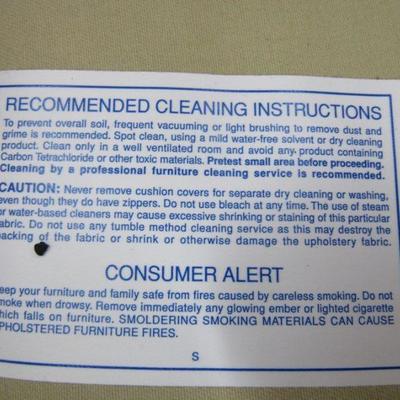 RECOMMENDED CLEANING INSTRUCTIONS
To prevent overall soil, frequent vacuuming or light brushing to remove dust and
grime is recommended. Spot clean, using a mild water-free solvent or dry cleaning
product. Clean only in a well ventilated room and avoid any product containing
Carbon Tetrachloride or other toxic materials. Pretest small area before proceeding.
Cleaning by a professional furniture cleaning service is recommended.
CAUTION: Never remove cushion covers for separate dry cleaning or washing,
even though they do have zippers. Do not use bleach at any time. The use of steam
or water-based cleaners may cause excessive shrinking or staining of this particular
fabric. Do not use any tumble method cleaning service as this may destroy the
backing of the fabric or shrink or otherwise damage the upholstery fabric.
CONSUMER ALERT
eep your furniture and family safe from fires caused by careless smoking. Do not
moke when drowsy. Remove immediately any glowing ember or lighted cigarette
hich falls on furniture. SMOLDERING SMOKING MATERIALS CAN CAUSE
PHOLSTERED FURNITURE FIRES.
S